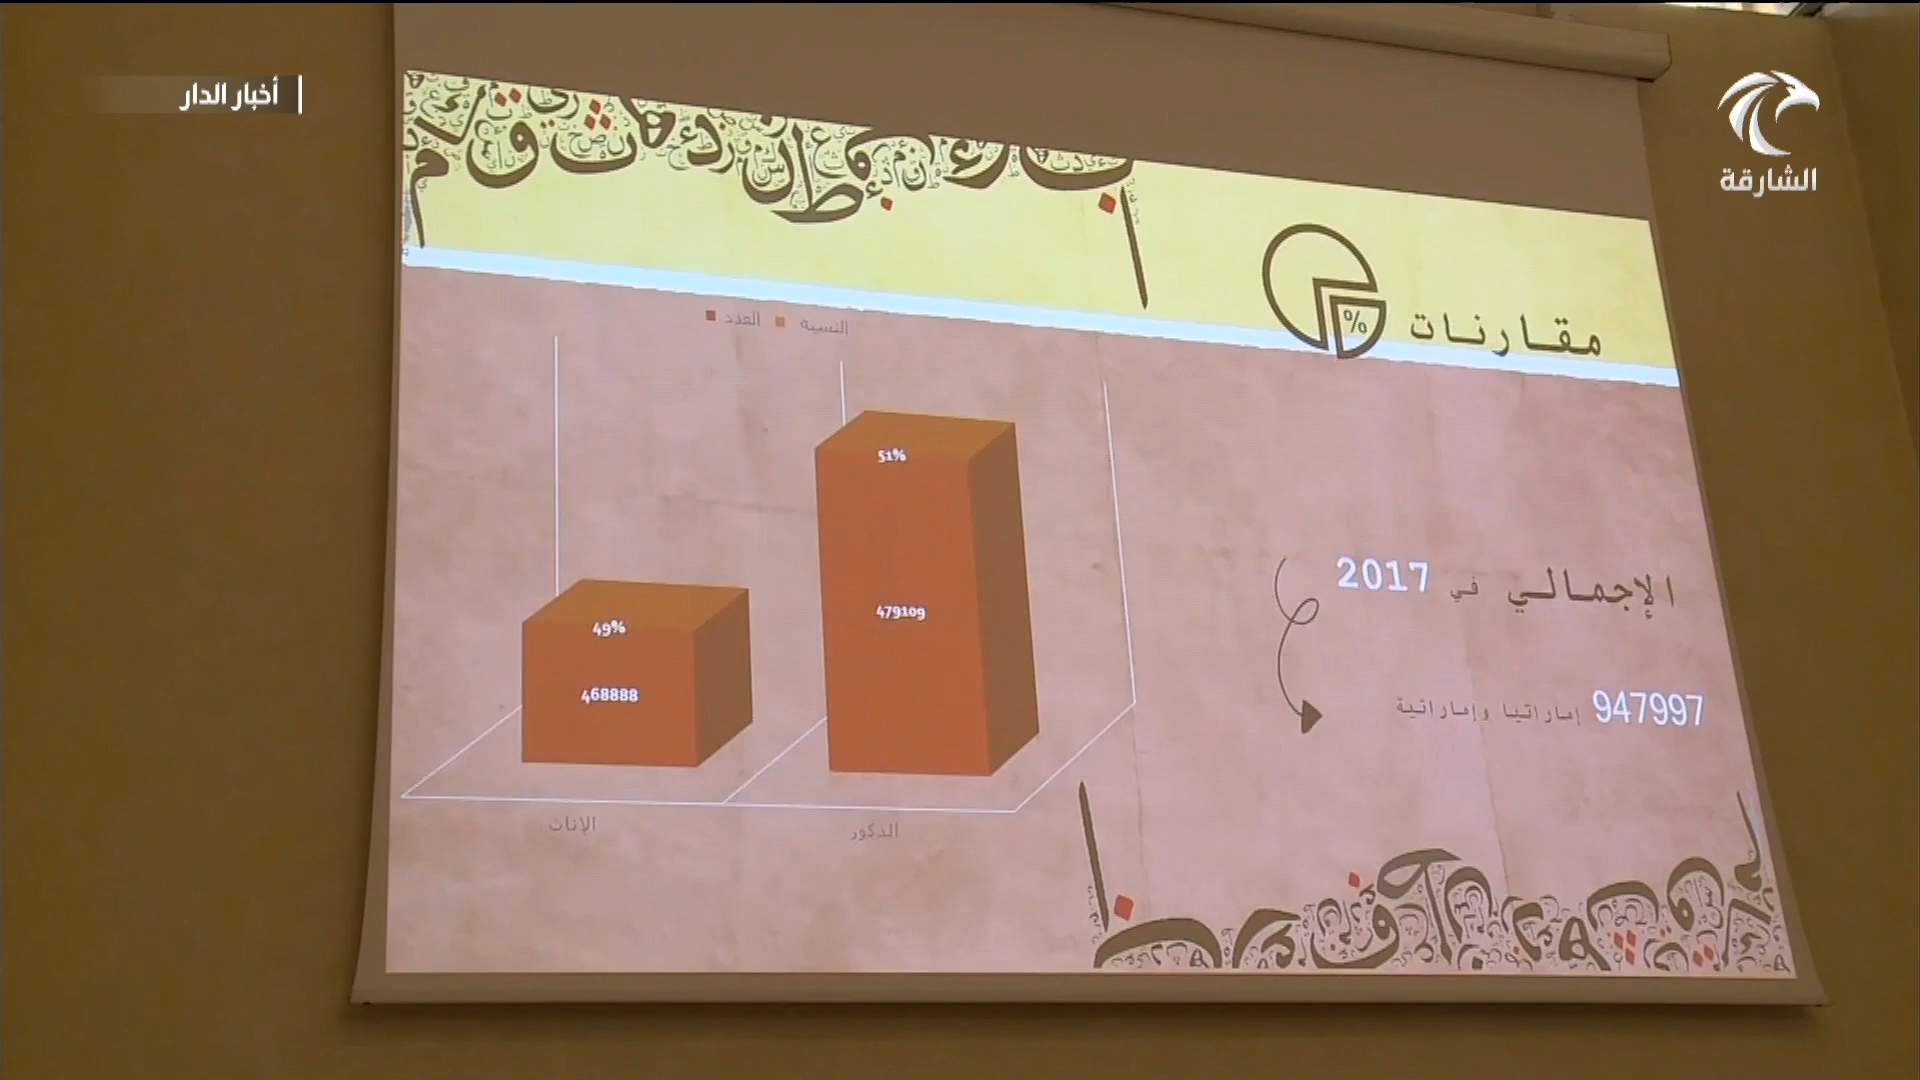 أخبار الدار
الشارقة
مقارنات
%
العدد
النسبة
51%
479109
49%
468888
الإناث
الذكور
الإجمالي في 2017
947997 إماراتيا وإماراتية